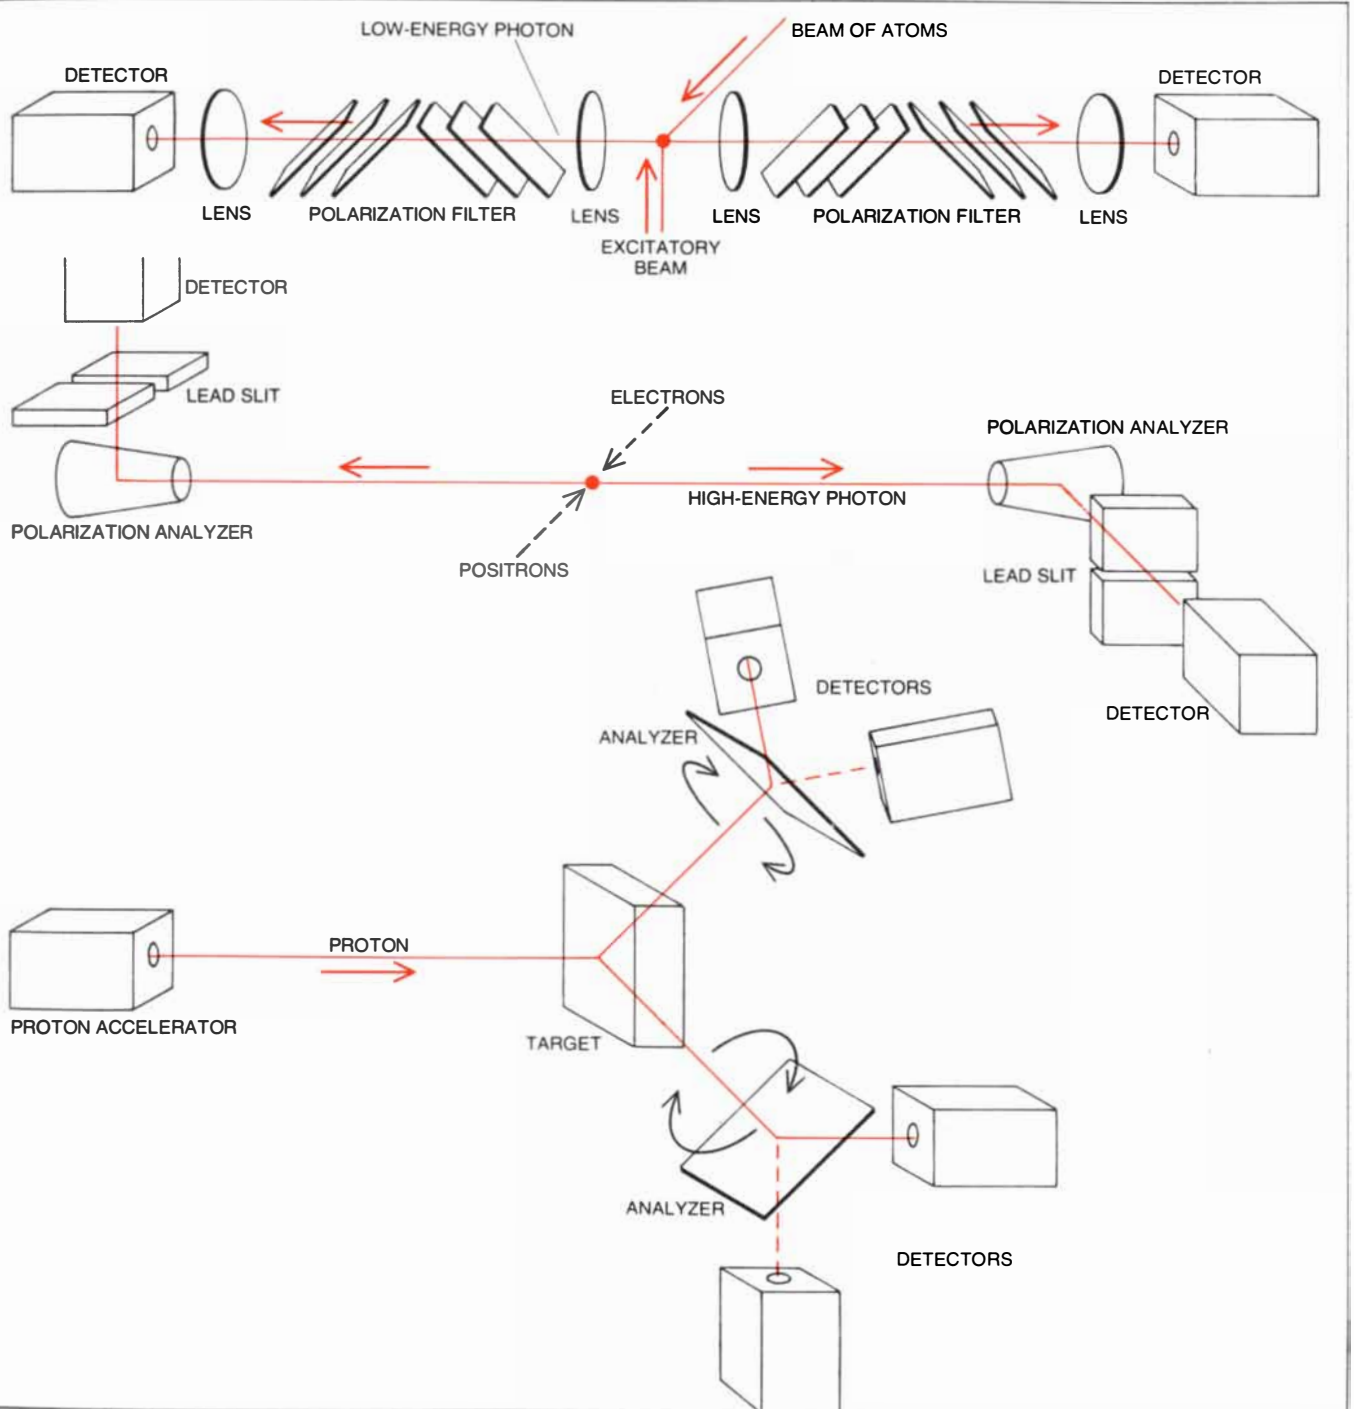 LOW-ENERGY PHOTON
BEAM OF ATOMS
DETECTOR
DETECTOR
LENS
POLARIZATION FILTER
LENS
LENS
POLARIZATION FILTER
LENS
EXCITATORY
BEAM
DETECTOR
LEAD SLIT
ELECTRONS
POLARIZATION ANALYZER
HIGH-ENERGY PHOTON
POLARIZATION ANALYZER
POSITRONS
LEAD SLIT
DETECTORS
DETECTOR
ANALYZER
PROTON
PROTON ACCELERATOR
TARGET
ANALYZER
DETECTORS